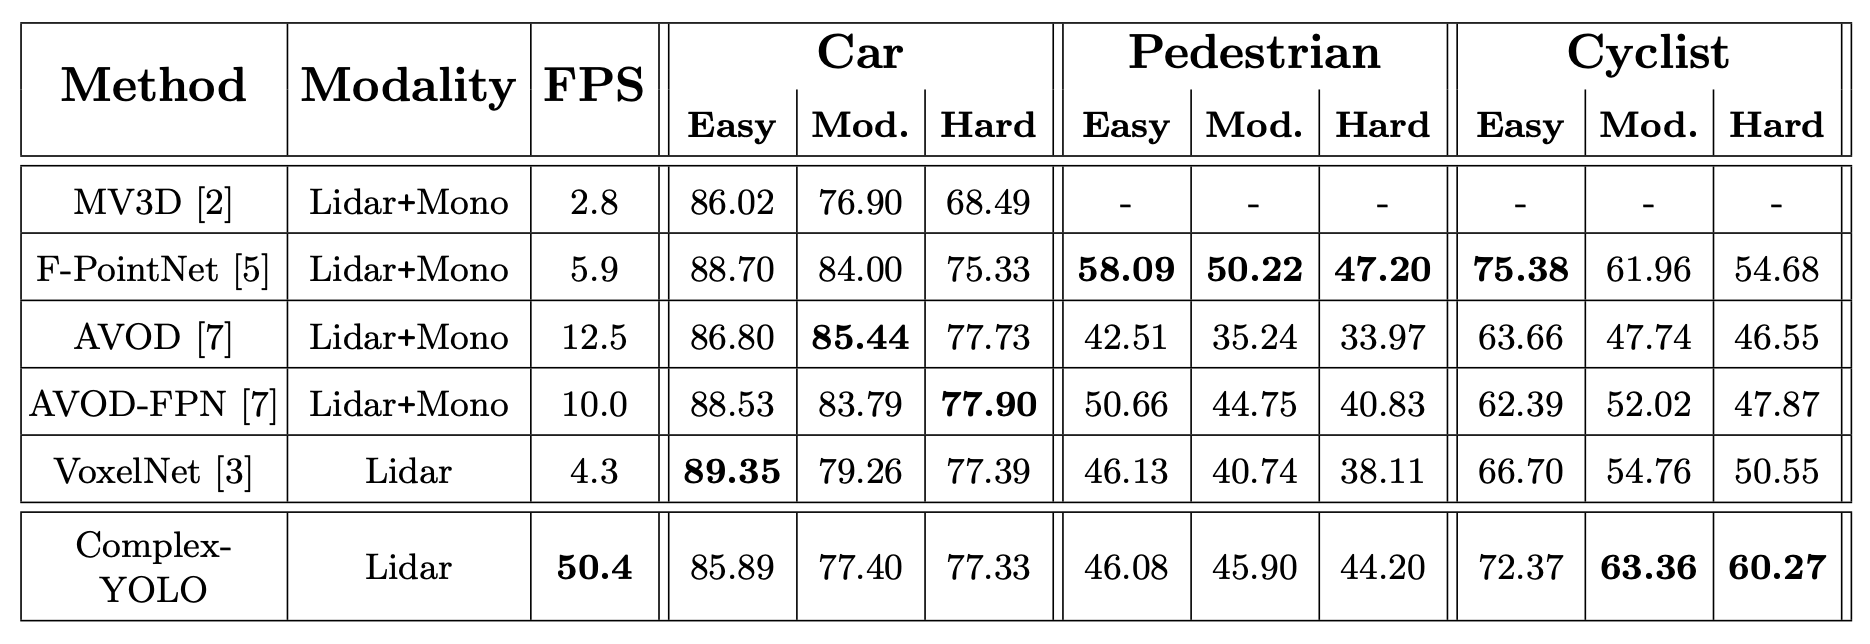 Method Modality FPS Car Pedestrian Cyclist
Easy Mod. Hard Easy Mod. Hard Easy Mod. Hard
MV3D [2] Lidar+Mono 2.8 86.02 76.90 68.49 - - - - - -
F-PointNet [5] Lidar+Mono 5.9 88.70 84.00 75.33 58.09 50.22 47.20 75.38 61.96 54.68
AVOD [7] Lidar+Mono 12.5 86.80 85.44 77.73 42.51 35.24 33.97 63.66 47.74 46.55
AVOD-FPN [7] Lidar+Mono 10.0 88.53 83.79 77.90 50.66 44.75 40.83 62.39 52.02 47.87
VoxelNet [3] Lidar 4.3 89.35 79.26 77.39 46.13 40.74 38.11 66.70 54.76 50.55
Complex-
YOLO Lidar 50.4 85.89 77.40 77.33 46.08 45.90 44.20 72.37 63.36 60.27